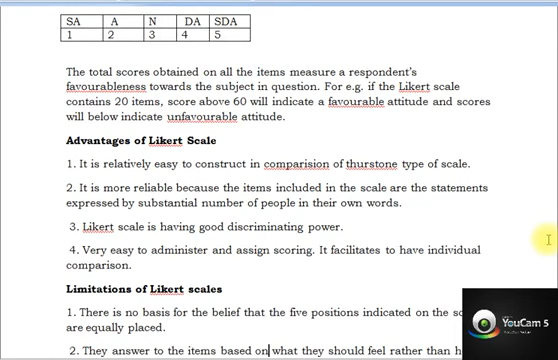 SA A N DA SDA
1 2 3 4 5
The total scores obtained on all the items measure a respondent's
favourableness towards the subject in question. For e.g. if the Likert scale
contains 20 items, score above 60 will indicate a favourable attitude and scores
will below indicate unfavourable attitude.
Advantages of Likert Scale
1. It is relatively easy to construct in comparision of thurstone type of scale.
2. It is more reliable because the items included in the scale are the statements
expressed by substantial number of people in their own words.
3. Likert scale is having good discriminating power.
4. Very easy to administer and assign scoring. It facilitates to have individual
comparison.
Limitations of Likert scales
1. There is no basis for the belief that the five positions indicated on the
are equally placed.
2. They answer to the items based on what they should feel rather than
YouCam 5